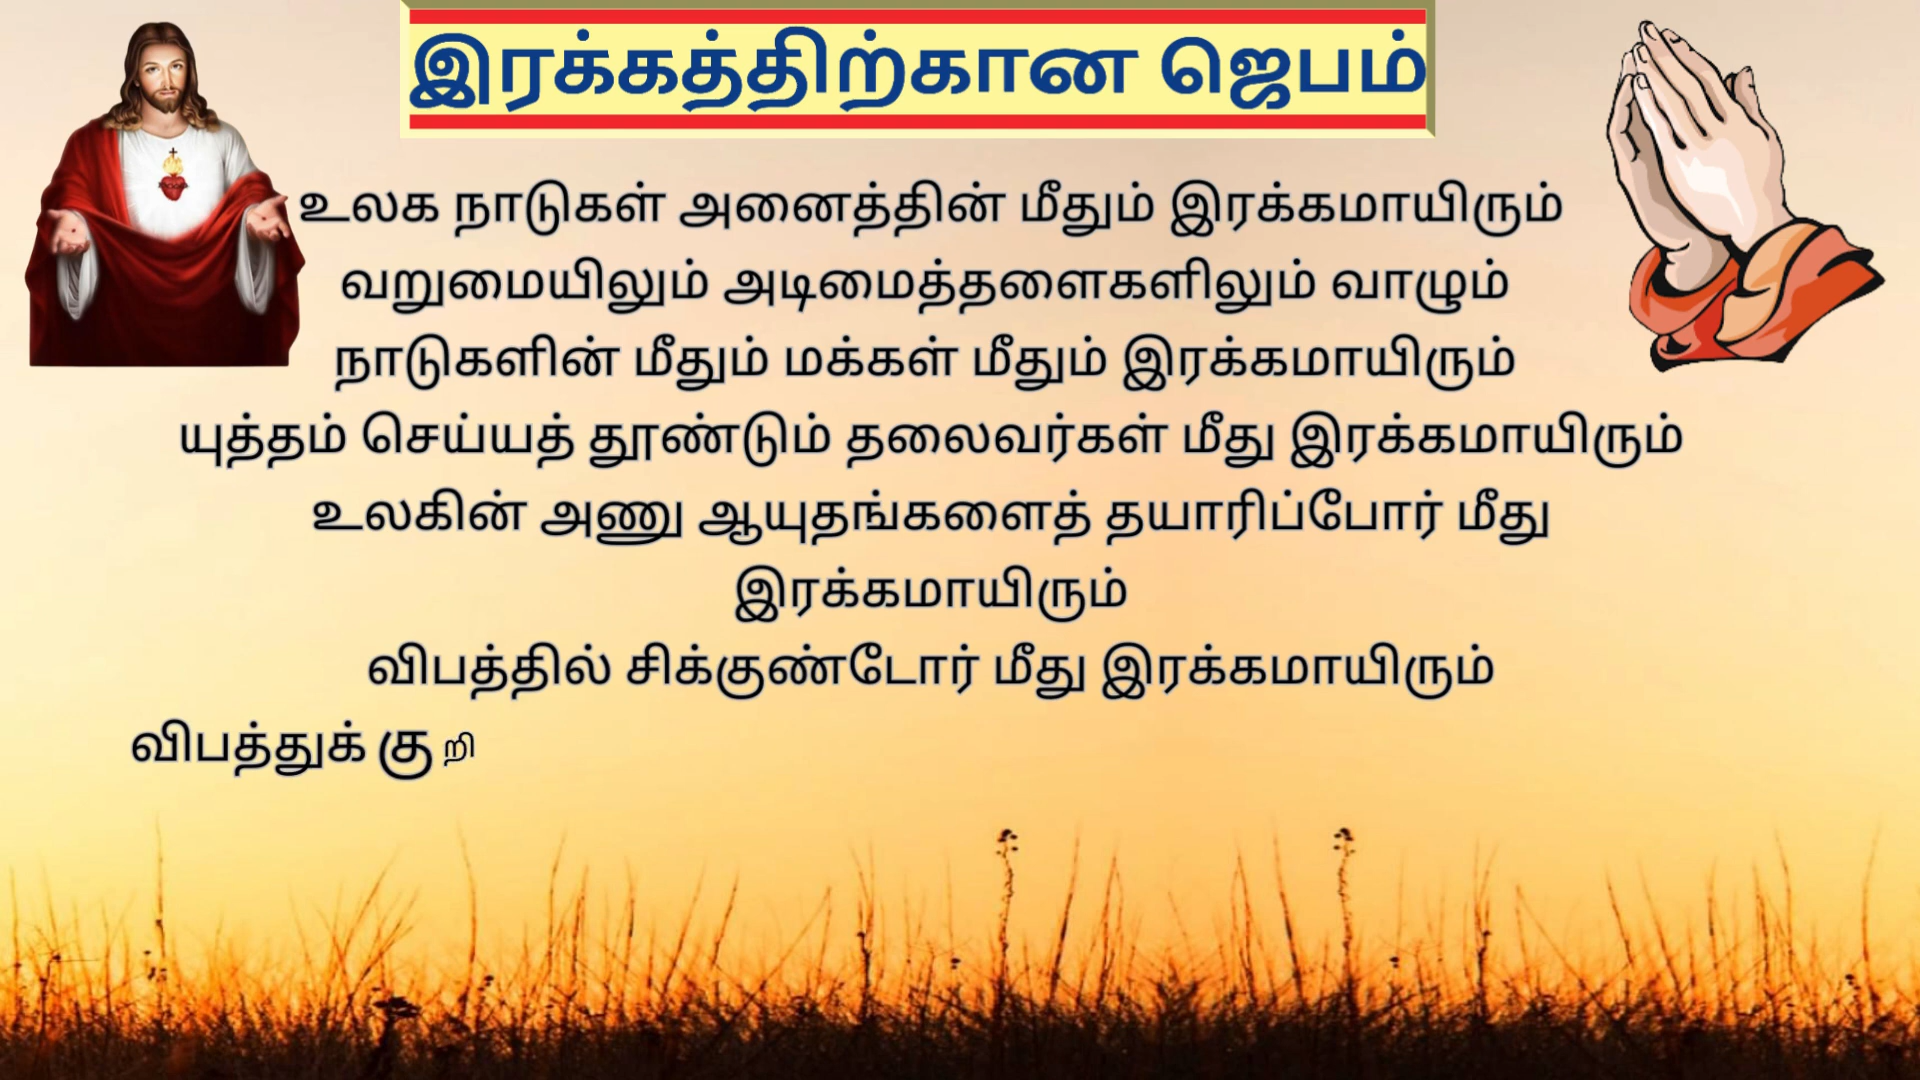 இரக்கத்திற்கான ஜெபம்
உலக நாடுகள் அனைத்தின் மீதும் இரக்கமாயிரும்
வறுமையிலும் அடிமைத்தளைகளிலும் வாழும்
நாடுகளின் மீதும் மக்கள் மீதும் இரக்கமாயிரும்
யுத்தம் செய்யத் தூண்டும் தலைவர்கள் மீது இரக்கமாயிரும்
உலகின் அணு ஆயுதங்களைத் தயாரிப்போர் மீது
இரக்கமாயிரும்
விபத்தில் சிக்குண்டோர் மீது இரக்கமாயிரும்
விபத்துக் குறி